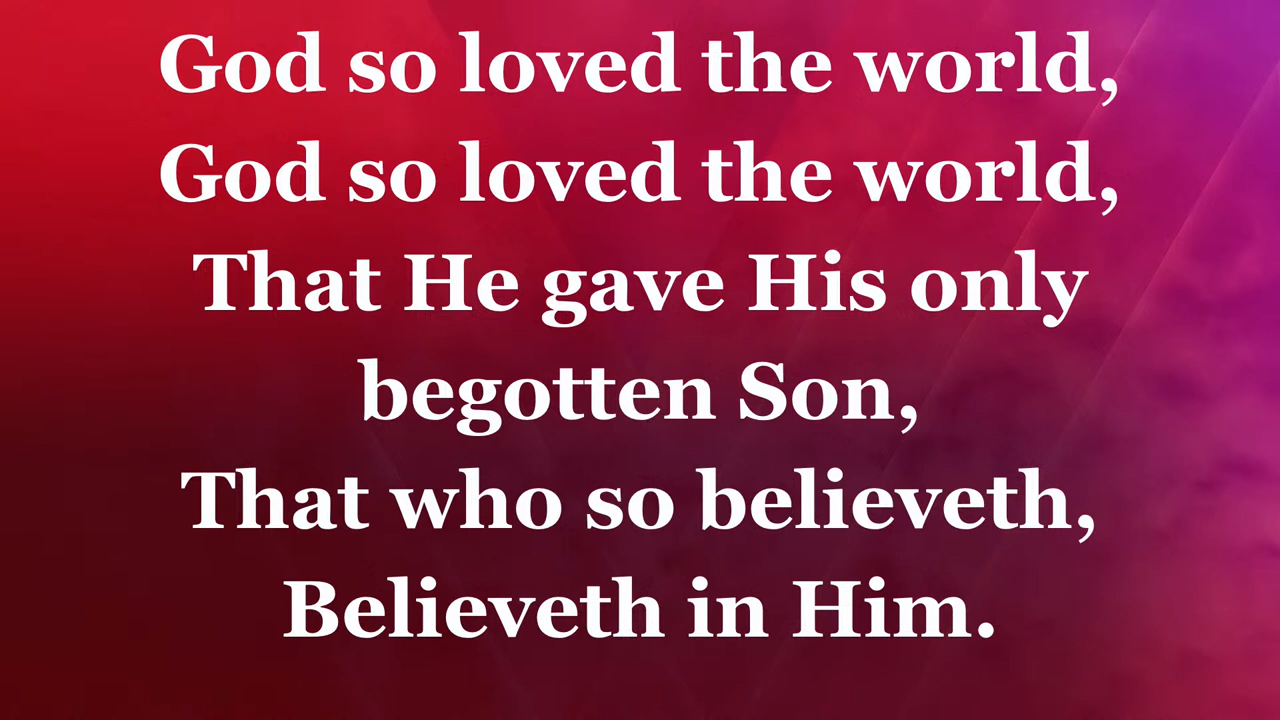 God so loved the world,
God so loved the world,
That He gave His only
begotten Son,
That who so believeth,
Believeth in Him.